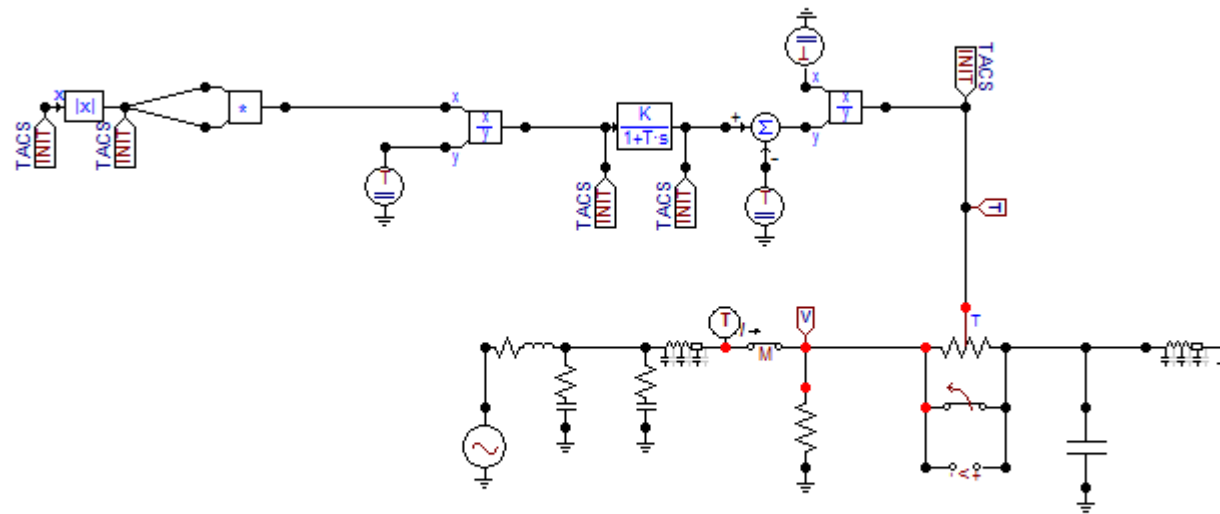 T
x
y
x
|x|
*
x
x
y
y
TACS
INIT
TACS
INIT
T
K
1+T·s
+
Σ
-
x
y
TACS
INIT
TACS
INIT
T
TACS
INIT
T
T
T
I
M
V